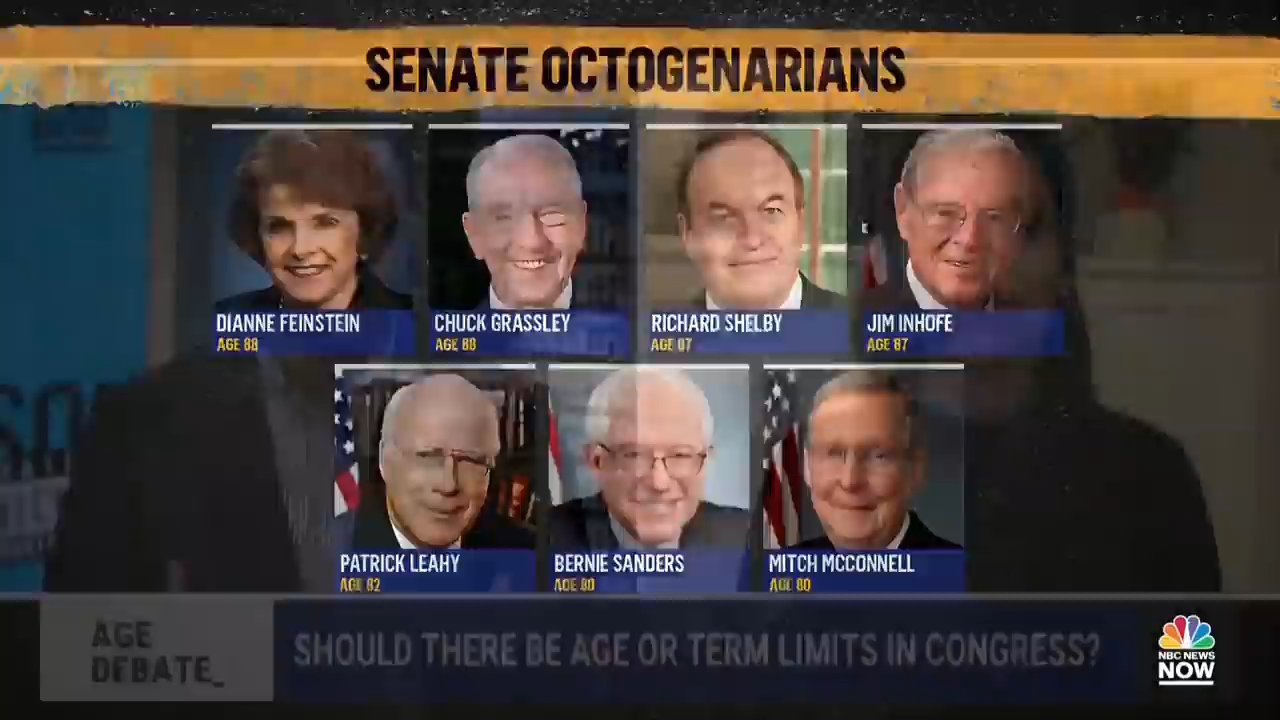 SENATE OCTOGENARIANS
DIANNE FEINSTEIN
AGE 88
CHUCK GRASSLEY
AGE 88
RICHARD SHELBY
AGE 87
JIM INHOFE
AGE 87
PATRICK LEAHY
AGE 82
BERNIE SANDERS
AGE 80
MITCH MCCONNELL
AGE 80
AGE
DEBATE_
SHOULD THERE BE AGE OR TERM LIMITS IN CONGRESS?
NBC NEWS
NOW